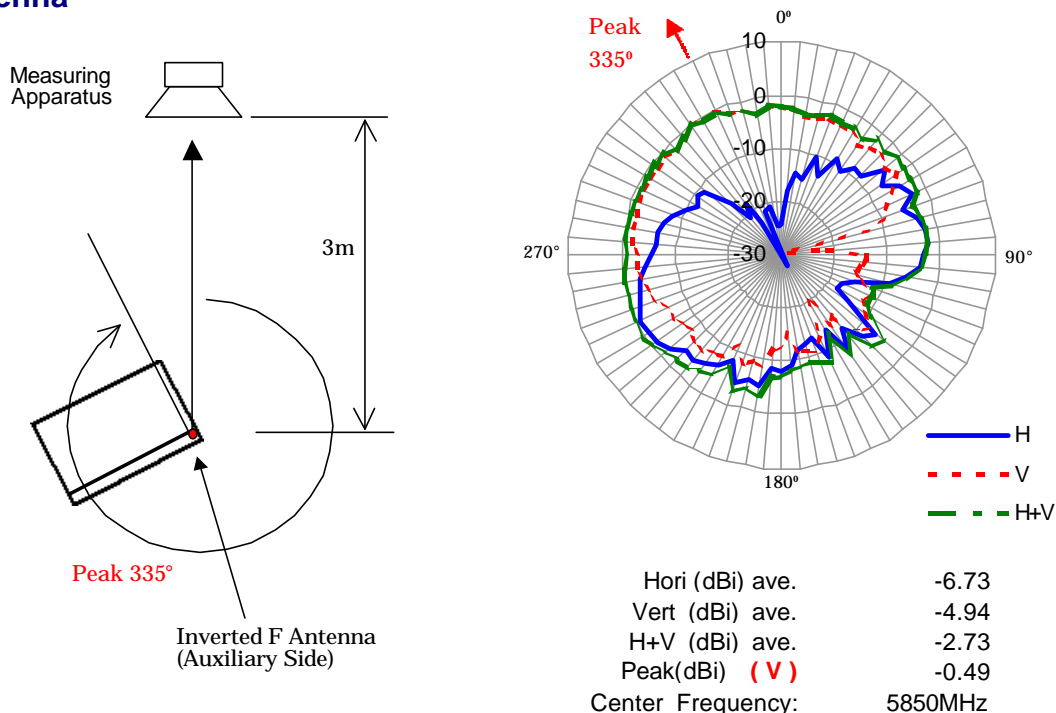 Measuring
Apparatus
3m
Peak 335°
Inverted F Antenna
(Auxiliary Side)
Peak
335º
0º
10
0
-10
-20
-30
270°
90°
180º
H
V
H+V
Hori (dBi) ave. -6.73
Vert (dBi) ave. -4.94
H+V (dBi) ave. -2.73
Peak(dBi) ( V ) -0.49
Center Frequency: 5850MHz